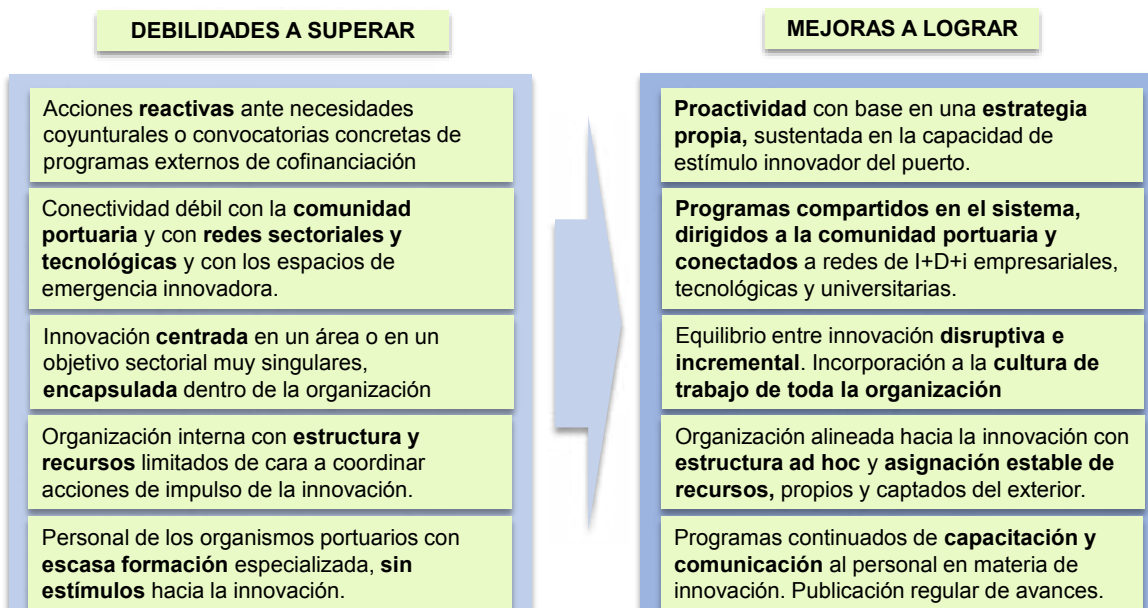 DEBILIDADES A SUPERAR
Acciones reactivas ante necesidades
coyunturales o convocatorias concretas de
programas externos de cofinanciación
Conectividad débil con la comunidad
portuaria y con redes sectoriales y
tecnológicas y con los espacios de
emergencia innovadora.
Innovación centrada en un área o en un
objetivo sectorial muy singulares,
encapsulada dentro de la organización
Organización interna con estructura y
recursos limitados de cara a coordinar
acciones de impulso de la innovación.
Personal de los organismos portuarios con
escasa formación especializada, sin
estímulos hacia la innovación.
MEJORAS A LOGRAR
Proactividad con base en una estrategia
propia, sustentada en la capacidad de
estímulo innovador del puerto.
Programas compartidos en el sistema,
dirigidos a la comunidad portuaria y
conectados a redes de I+D+i empresariales,
tecnológicas y universitarias.
Equilibrio entre innovación disruptiva e
incremental. Incorporación a la cultura de
trabajo de toda la organización
Organización alineada hacia la innovación con
estructura ad hoc y asignación estable de
recursos, propios y captados del exterior.
Programas continuados de capacitación y
comunicación al personal en materia de
innovación. Publicación regular de avances.